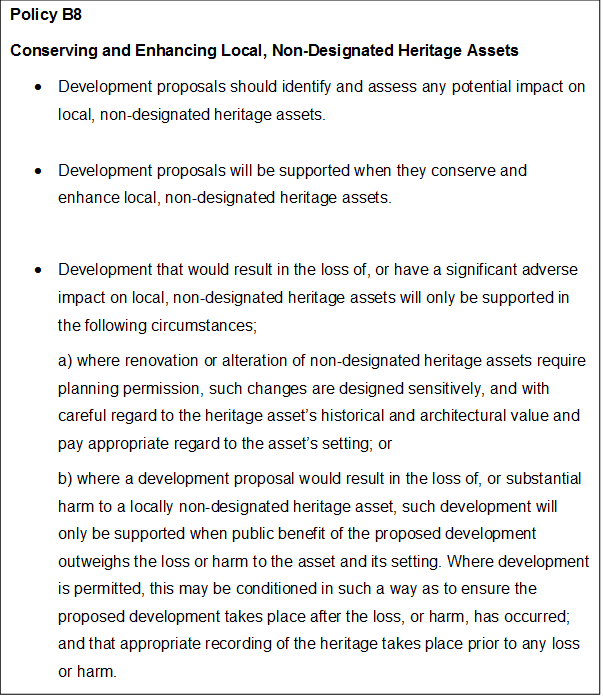 Policy B8
Conserving and Enhancing Local, Non-Designated Heritage Assets
• Development proposals should identify and assess any potential impact on
local, non-designated heritage assets.
• Development proposals will be supported when they conserve and
enhance local, non-designated heritage assets.
• Development that would result in the loss of, or have a significant adverse
impact on local, non-designated heritage assets will only be supported in
the following circumstances;
a) where renovation or alteration of non-designated heritage assets require
planning permission, such changes are designed sensitively, and with
careful regard to the heritage asset’s historical and architectural value and
pay appropriate regard to the asset’s setting; or
b) where a development proposal would result in the loss of, or substantial
harm to a locally non-designated heritage asset, such development will
only be supported when public benefit of the proposed development
outweighs the loss or harm to the asset and its setting. Where development
is permitted, this may be conditioned in such a way as to ensure the
proposed development takes place after the loss, or harm, has occurred;
and that appropriate recording of the heritage takes place prior to any loss
or harm.